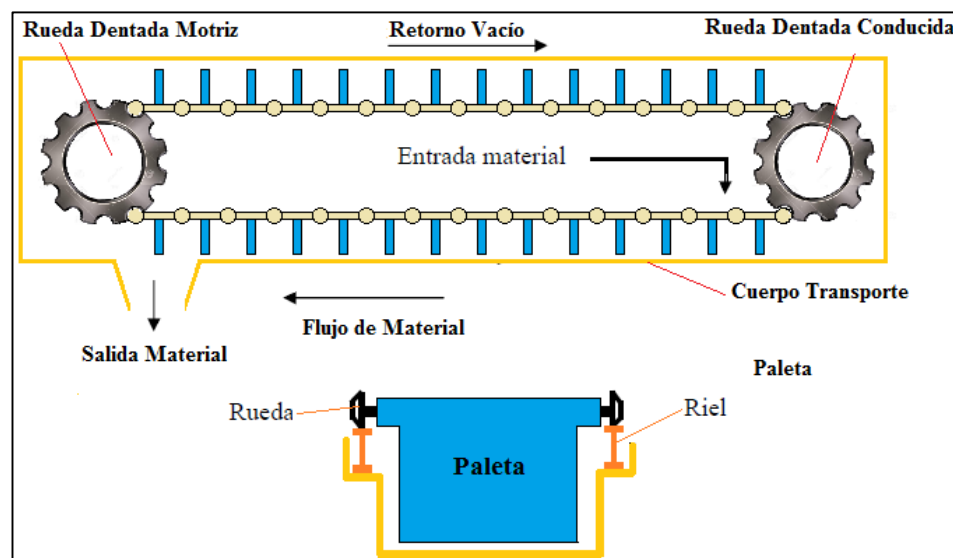 Rueda Dentada Motriz
Retorno Vacío
Rueda Dentada Conducida
Entrada material
Cuerpo Transporte
Flujo de Material
Salida Material
Paleta
Rueda
Riel
Paleta